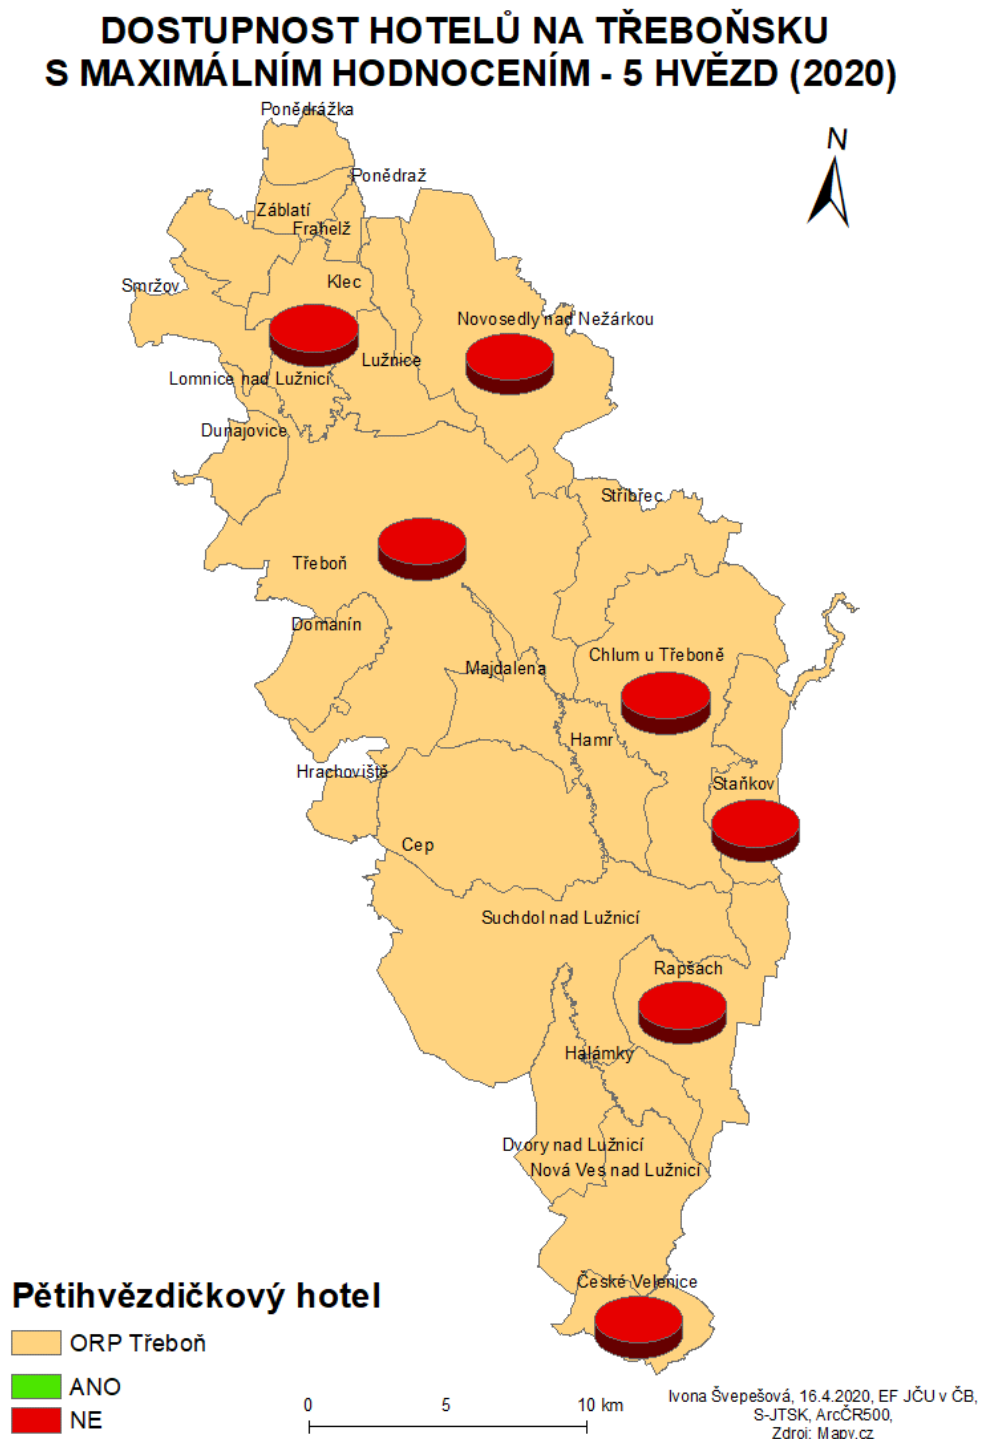 DOSTUPNOST HOTELŮ NA TŘEBOŇSKU
S MAXIMÁLNÍM HODNOCENÍM - 5 HVĚZD (2020)
Ponědrážka
N
Ponědraž
Záblatí
Frahelž
Klec
Smržov
Novosedly nad Nežárkou
Lužnice
Lomnice nad Lužnicí
Dunajovice
Stříbřec
Třeboň
Domanín
Chlum u Třeboně
Majdalena
Hamr
Hrachoviště
Staňkov
Cep
Suchdol nad Lužnicí
Rapšach
Halámky
Dvory nad Lužnicí
Nová Ves nad Lužnicí
České Velenice
Pětihvězdičkový hotel
ORP Třeboň
ANO
NE
0 5 10 km
Ivona Švepešová, 16.4.2020, EF JČU v ČB,
S-JTSK, ArcČR500,
Zdroj: Mapy.cz